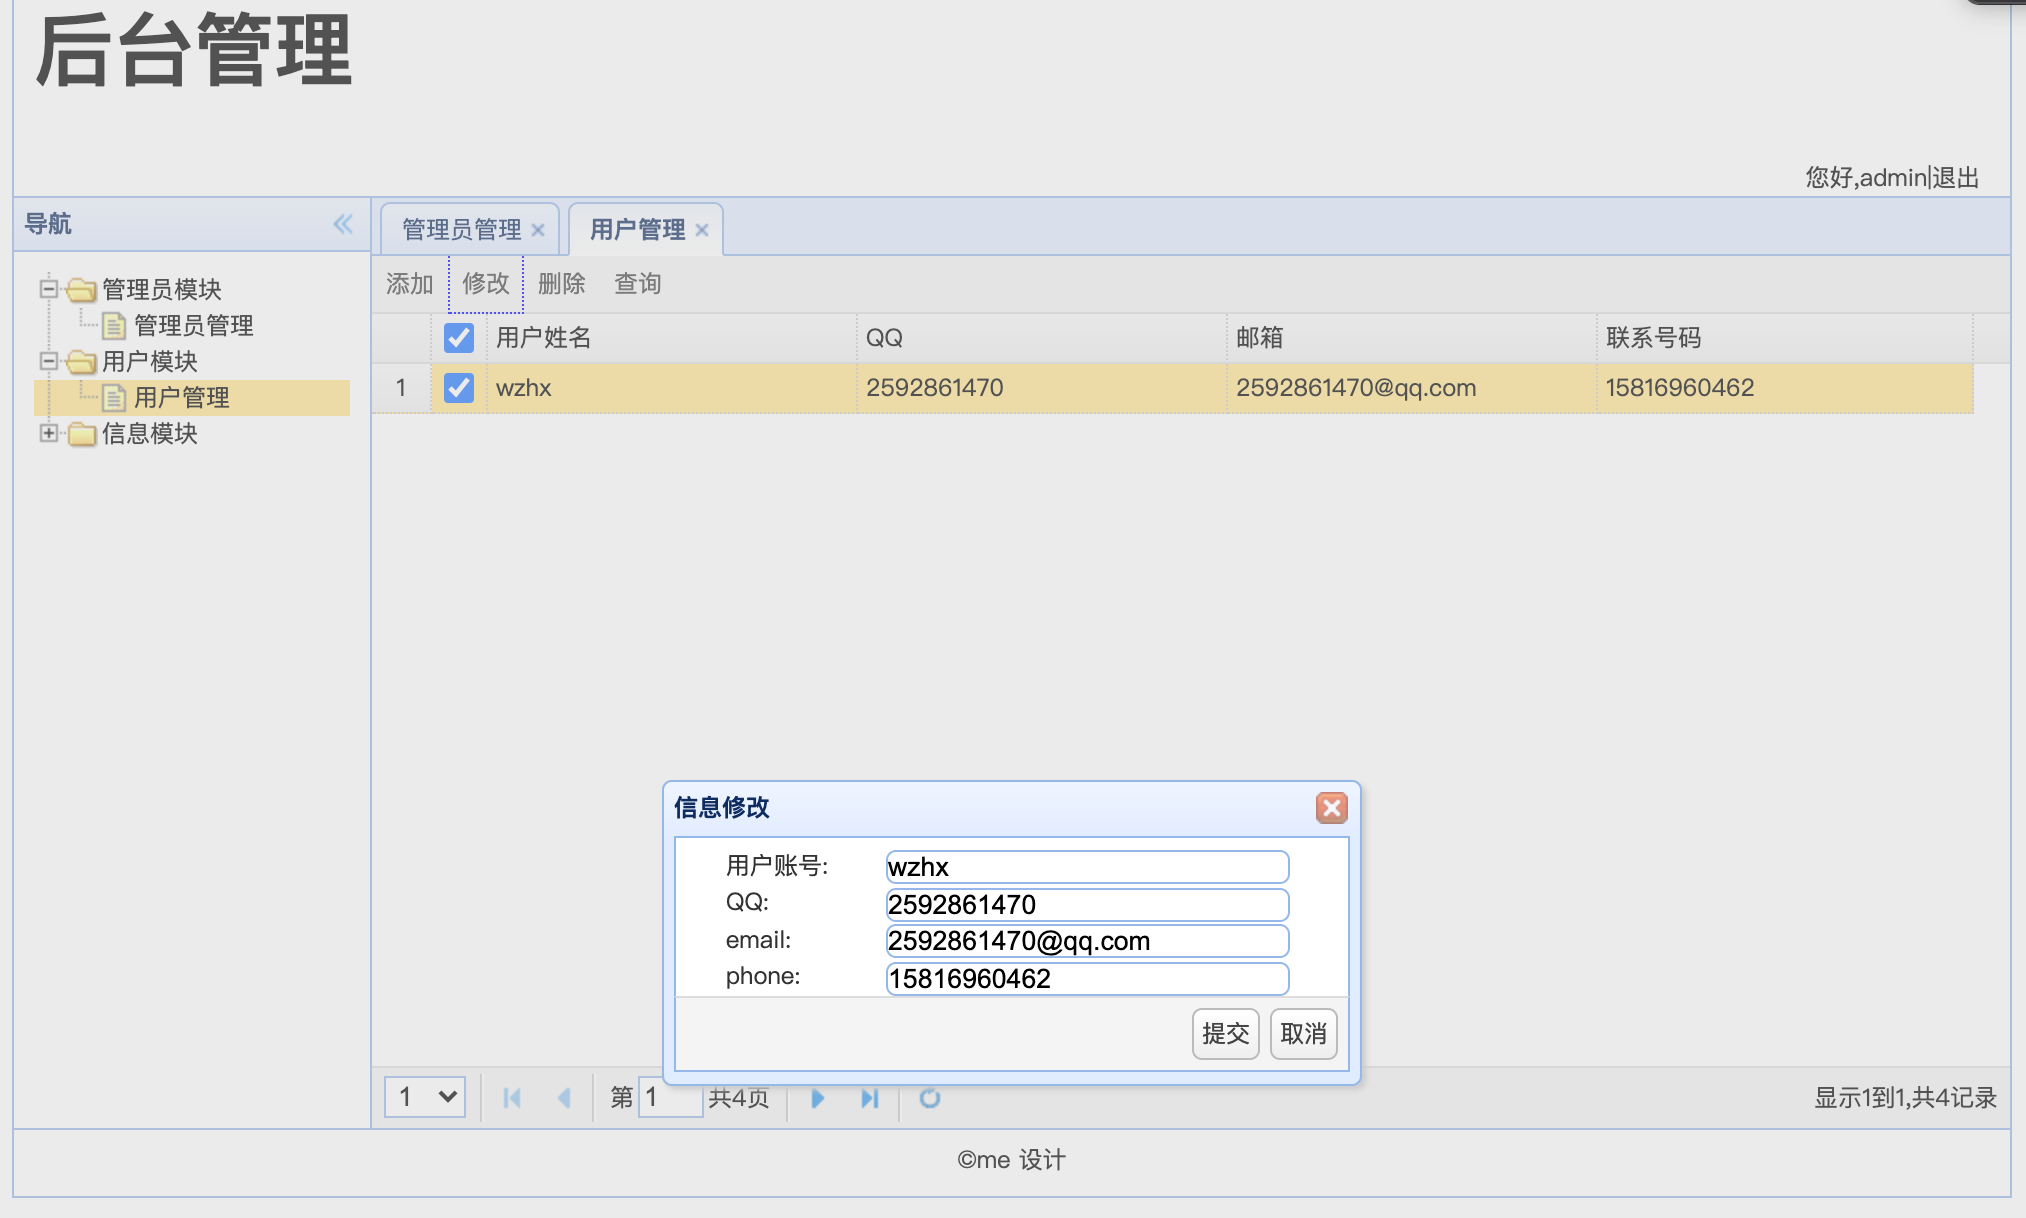 后台管理
您好,admin|退出
导航
管理员模块
管理员管理
用户模块
用户管理
信息模块
管理员管理 用户管理
添加 修改 删除 查询
用户姓名 QQ 邮箱 联系号码
1 wzhx 2592861470 2592861470@qq.com 15816960462
信息修改
用户账号: wzhx
QQ: 2592861470
email: 2592861470@qq.com
phone: 15816960462
提交 取消
1 第 1 共4页 显示1到1,共4记录
©me 设计